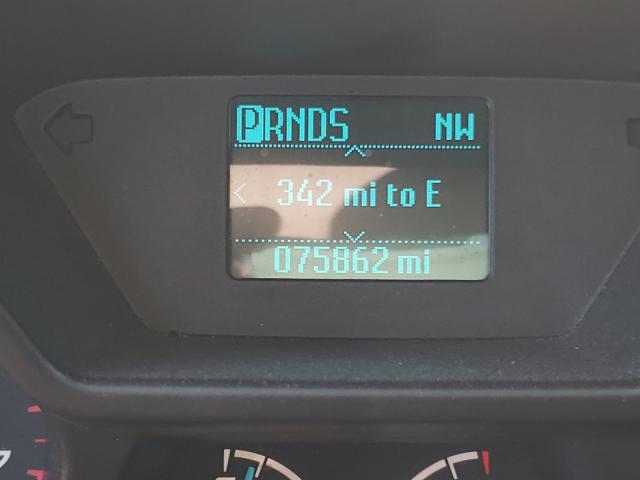 PRNDS NW
< 342 mi to E
075862 mi